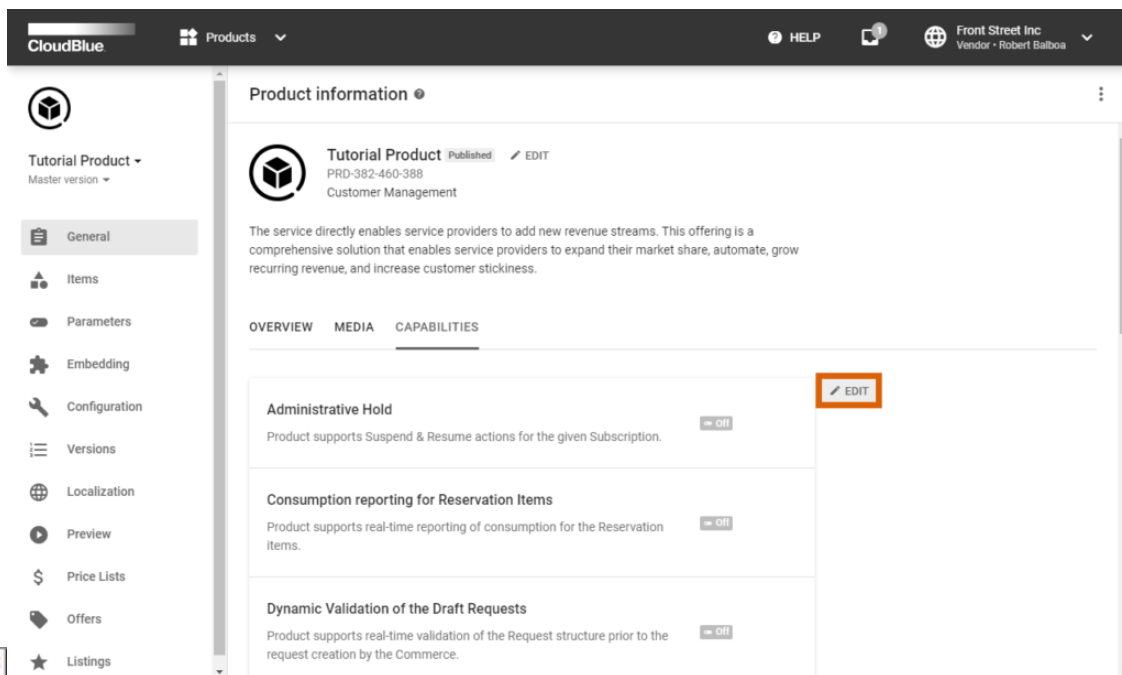 CloudBlue.
Products
HELP
1
Front Street Inc
Vendor • Robert Balboa
Tutorial Product
Master version
General
Items
Parameters
Embedding
Configuration
Versions
Localization
Preview
Price Lists
Offers
Listings
Product information
Tutorial Product Published EDIT
PRD-382-460-388
Customer Management
The service directly enables service providers to add new revenue streams. This offering is a
comprehensive solution that enables service providers to expand their market share, automate, grow
recurring revenue, and increase customer stickiness.
OVERVIEW MEDIA CAPABILITIES
EDIT
Administrative Hold
Off
Product supports Suspend & Resume actions for the given Subscription.
Consumption reporting for Reservation Items
Off
Product supports real-time reporting of consumption for the Reservation
items.
Dynamic Validation of the Draft Requests
Off
Product supports real-time validation of the Request structure prior to the
request creation by the Commerce.